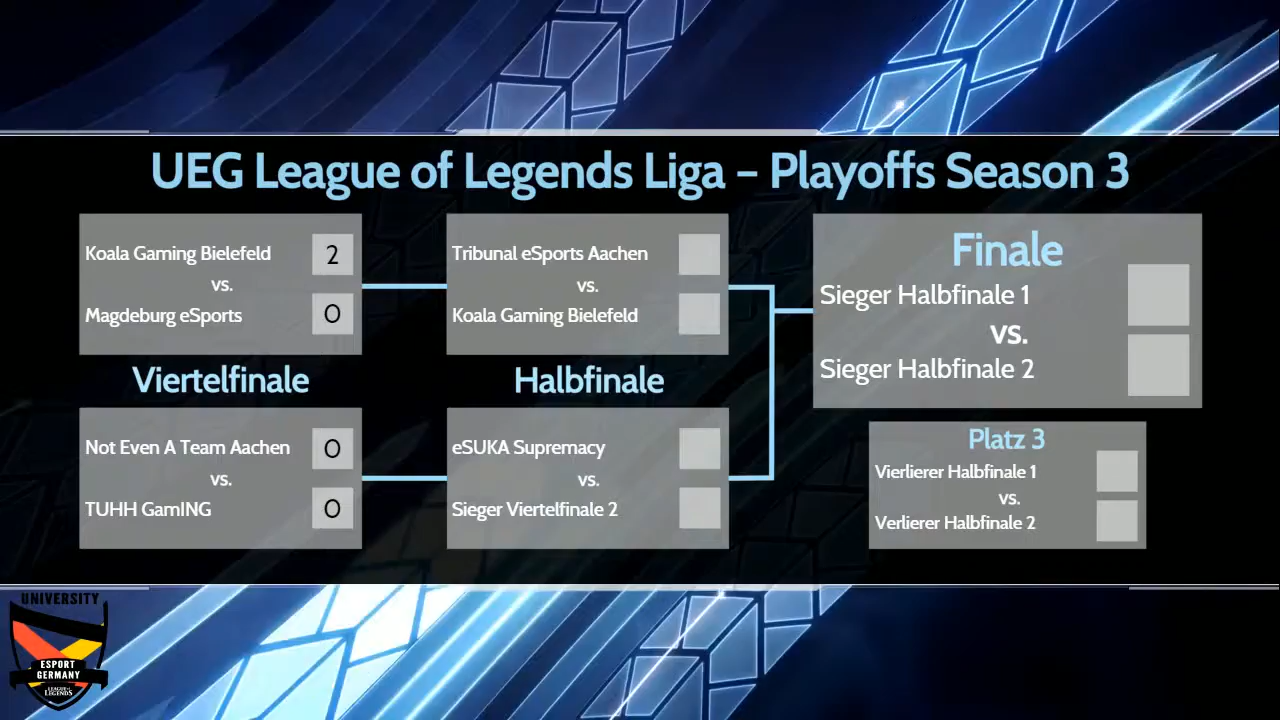 UEG League of Legends Liga – Playoffs Season 3
Koala Gaming Bielefeld 2
vs.
Magdeburg eSports 0
Viertelfinale
Not Even A Team Aachen 0
vs.
TUHH GamING 0
Tribunal eSports Aachen
vs.
Koala Gaming Bielefeld
Halbfinale
eSUKA Supremacy
vs.
Sieger Viertelfinale 2
Finale
Sieger Halbfinale 1
vs.
Sieger Halbfinale 2
Platz 3
Vierlierer Halbfinale 1
vs.
Verlierer Halbfinale 2
UNIVERSITY
ESPORT
GERMANY
LEAGUE OF
LEGENDS